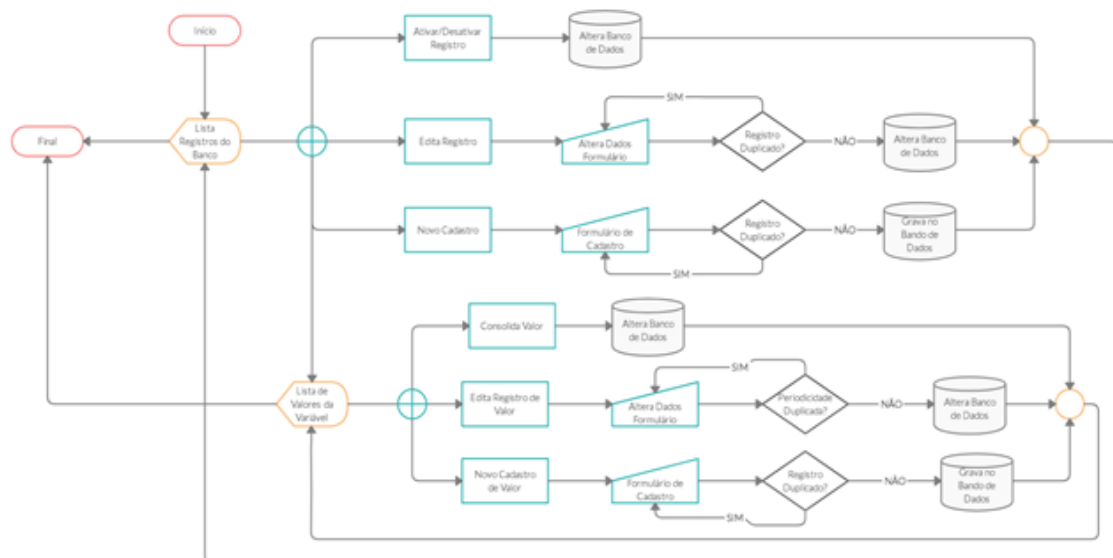 Início
Ativar/Desativar
Registro
Altera Banco
de Dados
Final
Lista
Registros do
Banco
Edita Registro
SIM
Altera Dados
Formulário
Registro
Duplicado?
NÃO
Altera Banco
de Dados
Novo Cadastro
Formulário de
Cadastro
Registro
Duplicado?
SIM
NÃO
Grava no
Bando de
Dados
Consolida Valor
Altera Banco
de Dados
Lista de
Valores da
Variável
Edita Registro de
Valor
SIM
Altera Dados
Formulário
Periodicidade
Duplicada?
NÃO
Altera Banco
de Dados
Novo Cadastro
de Valor
Formulário de
Cadastro
Registro
Duplicado?
SIM
NÃO
Grava no
Bando de
Dados